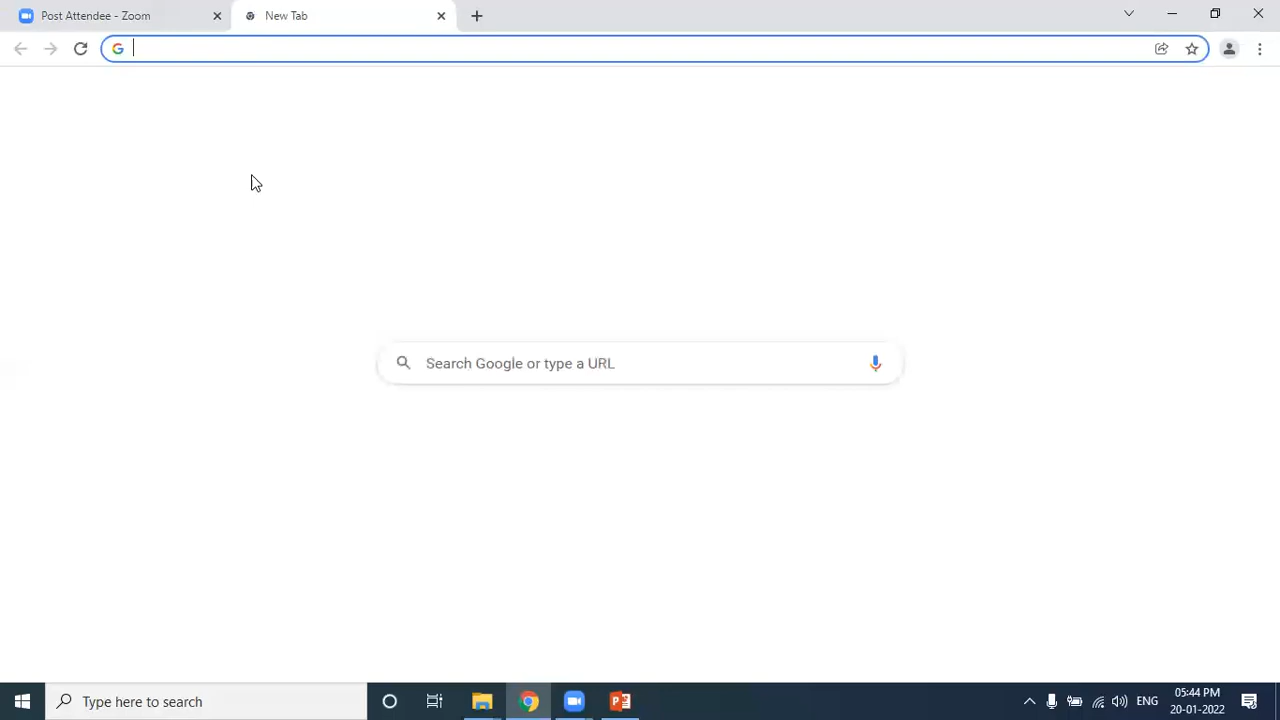 Post Attendee - Zoom
New Tab
Search Google or type a URL
Type here to search
ENG
05:44 PM
20-01-2022